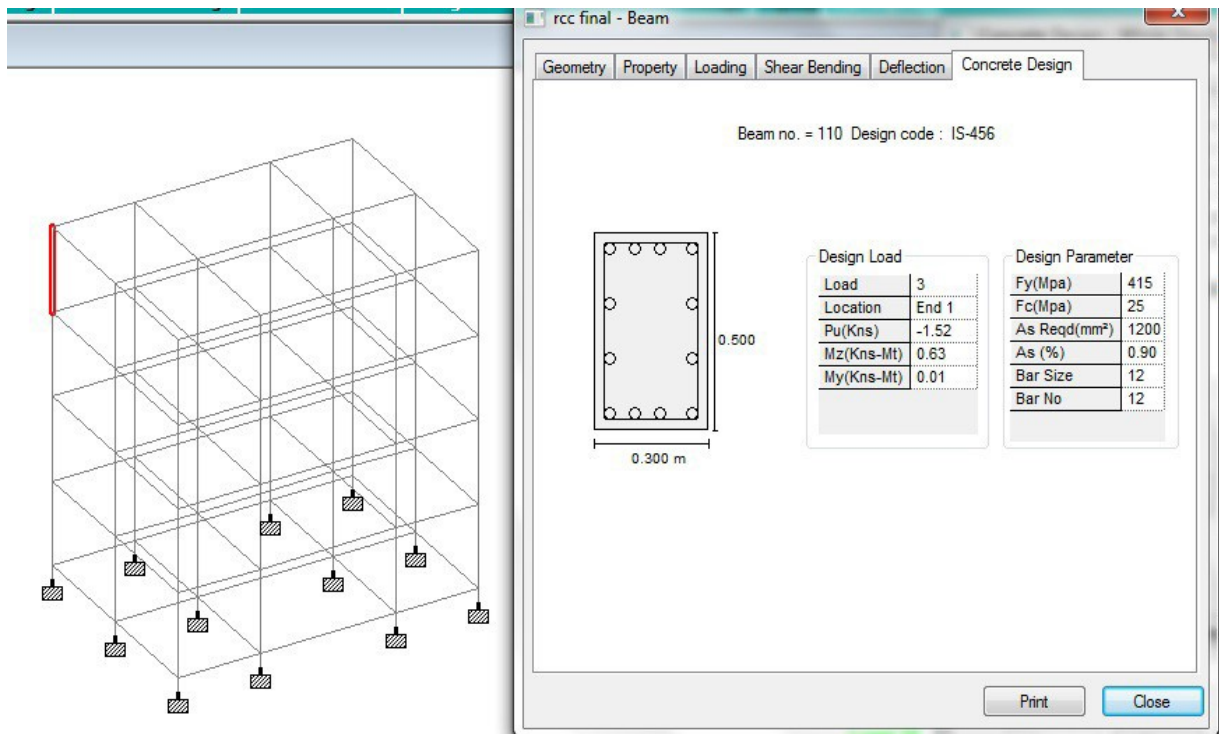 rcc final - Beam
Geometry Property Loading Shear Bending Deflection Concrete Design
Beam no. = 110 Design code : IS-456
0.500
0.300 m
Design Load
Load 3
Location End 1
Pu(Kns) -1.52
Mz(Kns-Mt) 0.63
My(Kns-Mt) 0.01
Design Parameter
Fy(Mpa) 415
Fc(Mpa) 25
As Reqd(mm²) 1200
As (%) 0.90
Bar Size 12
Bar No 12
Print Close